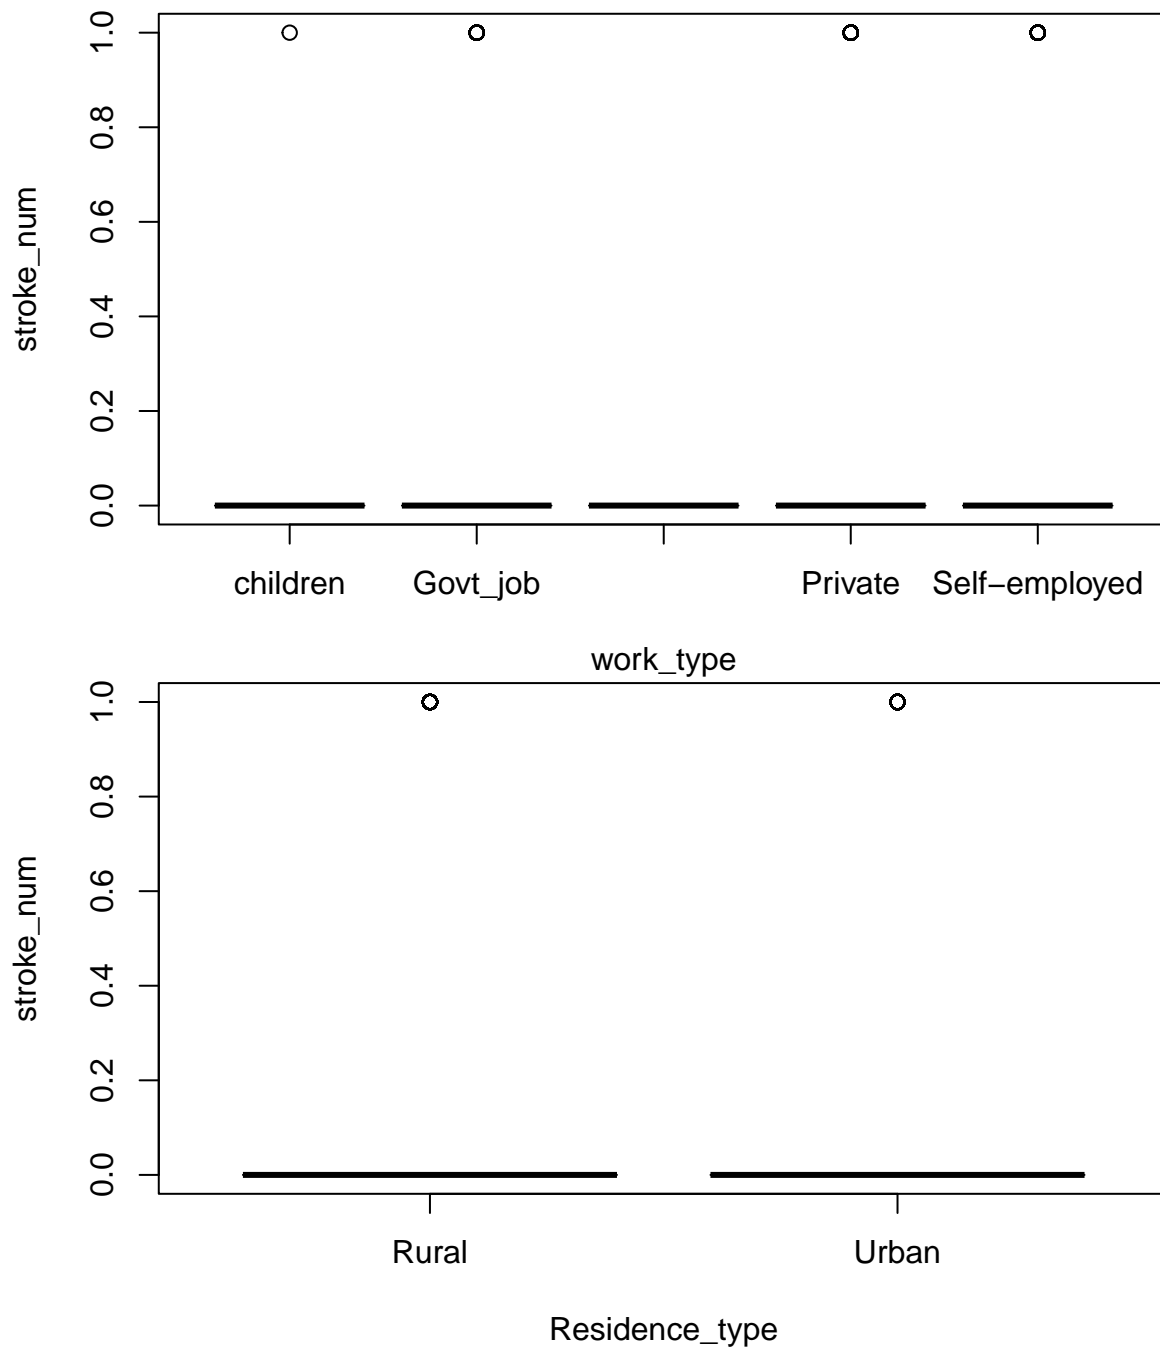 stroke_num
1.0
0.8
0.6
0.4
0.2
0.0
children Govt_job Private Self−employed
work_type
stroke_num
1.0
0.8
0.6
0.4
0.2
0.0
Rural Urban
Residence_type